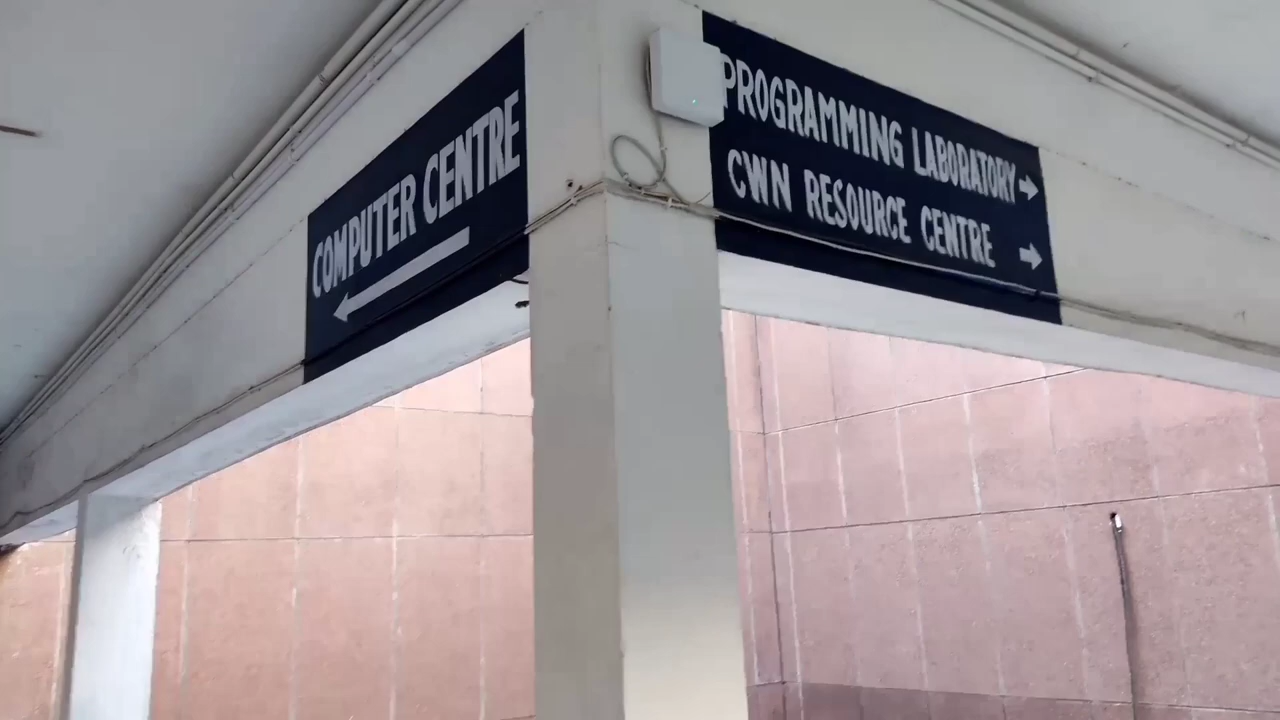 COMPUTER CENTRE
PROGRAMMING LABORATORY
CWN RESOURCE CENTRE